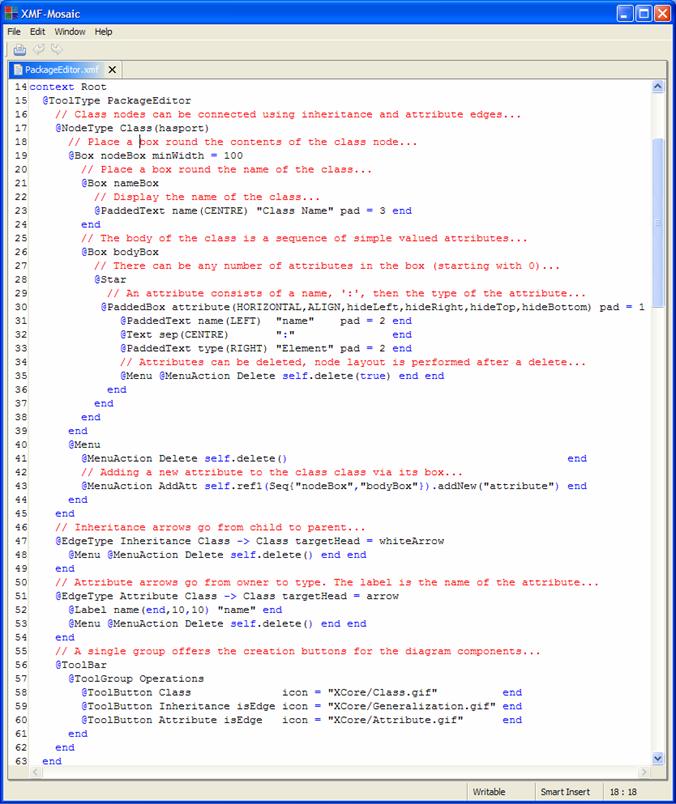 XMF-Mosaic
File Edit Window Help
PackageEditor.xmf
14 context Root
15 @ToolType PackageEditor
16 // Class nodes can be connected using inheritance and attribute edges...
17 @NodeType Class(hasport)
18 // Place a box round the contents of the class node...
19 @Box nodeBox minWidth = 100
20 // Place a box round the name of the class...
21 @Box nameBox
22 // Display the name of the class...
23 @PaddedText name(CENTRE) "Class Name" pad = 3 end
24 end
25 // The body of the class is a sequence of simple valued attributes...
26 @Box bodyBox
27 // There can be any number of attributes in the box (starting with 0)...
28 @Star
29 // An attribute consists of a name, ':', then the type of the attribute...
30 @PaddedBox attribute(HORIZONTAL,ALIGN,hideLeft,hideRight,hideTop,hideBottom) pad = 1
31 @PaddedText name(LEFT) "name" pad = 2 end
32 @Text sep(CENTRE) ":" end
33 @PaddedText type(RIGHT) "Element" pad = 2 end
34 // Attributes can be deleted, node layout is performed after a delete...
35 @Menu @MenuAction Delete self.delete(true) end end
36 end
37 end
38 end
39 end
40 @Menu
41 @MenuAction Delete self.delete() end
42 // Adding a new attribute to the class class via its box...
43 @MenuAction AddAtt self.ref1(Seq{"nodeBox","bodyBox"}).addNew("attribute") end
44 end
45 end
46 // Inheritance arrows go from child to parent...
47 @EdgeType Inheritance Class -> Class targetHead = whiteArrow
48 @Menu @MenuAction Delete self.delete() end end
49 end
50 // Attribute arrows go from owner to type. The label is the name of the attribute...
51 @EdgeType Attribute Class -> Class targetHead = arrow
52 @Label name(end,10,10) "name" end
53 @Menu @MenuAction Delete self.delete() end end
54 end
55 // A single group offers the creation buttons for the diagram components...
56 @ToolBar
57 @ToolGroup Operations
58 @ToolButton Class icon = "XCore/Class.gif" end
59 @ToolButton Inheritance isEdge icon = "XCore/Generalization.gif" end
60 @ToolButton Attribute isEdge icon = "XCore/Attribute.gif" end
61 end
62 end
63 end
Writable Smart Insert 18 : 18